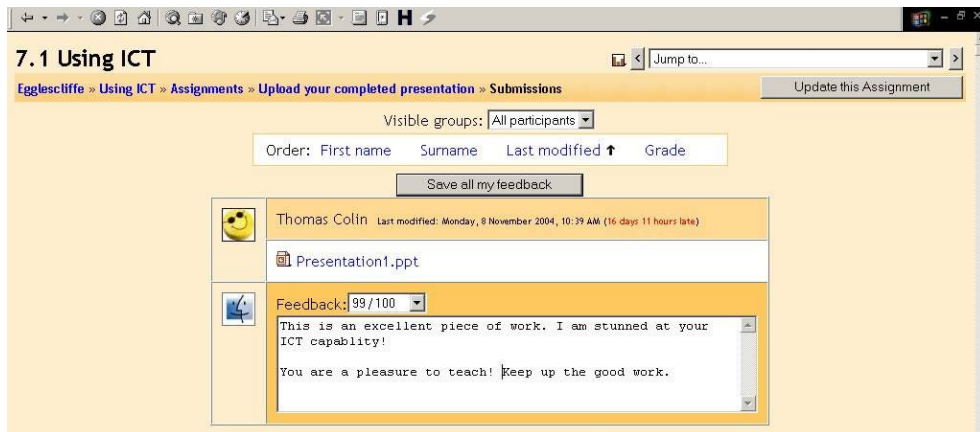 7.1 Using ICT
Jump to...
Egglescliffe » Using ICT » Assignments » Upload your completed presentation » Submissions
Update this Assignment
Visible groups: All participants
Order: First name Surname Last modified ↑ Grade
Save all my feedback
Thomas Colin Last modified: Monday, 8 November 2004, 10:39 AM (16 days 11 hours late)
Presentation1.ppt
Feedback: 99/100
This is an excellent piece of work. I am stunned at your
ICT capablity!
You are a pleasure to teach! Keep up the good work.